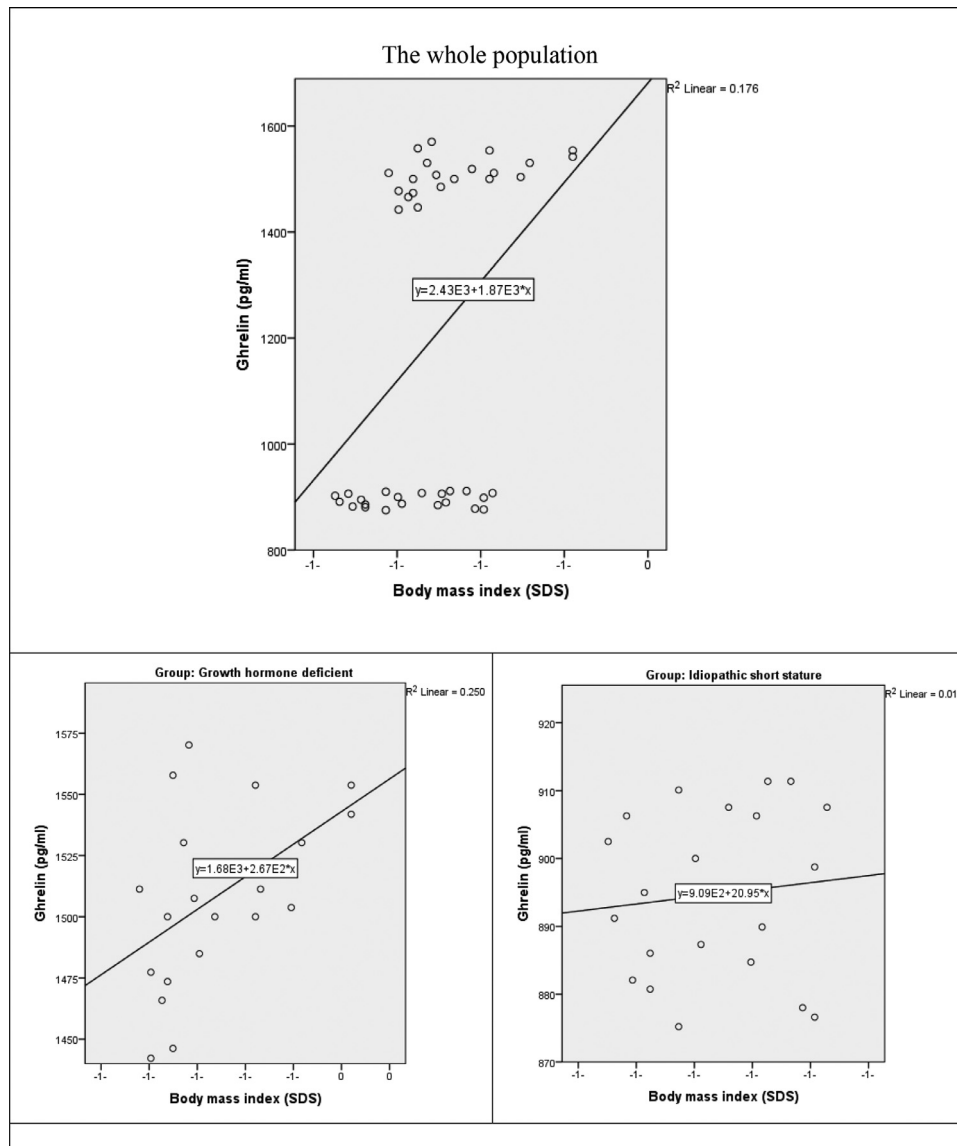 The whole population
R² Linear = 0.176
1600
1400
1200
1000
800
Ghrelin (pg/ml)
y=2.43E3+1.87E3*x
-1-
-1-
-1-
-1-
0
Body mass index (SDS)
Group: Growth hormone deficient
R² Linear = 0.250
1575
1550
1525
1500
1475
1450
Ghrelin (pg/ml)
y=1.68E3+2.67E2*x
-1-
-1-
-1-
-1-
-1-
0
0
Body mass index (SDS)
Group: Idiopathic short stature
R² Linear = 0.01
920
910
900
890
880
870
Ghrelin (pg/ml)
y=9.09E2+20.95*x
-1-
-1-
-1-
-1-
-1-
-1-
Body mass index (SDS)